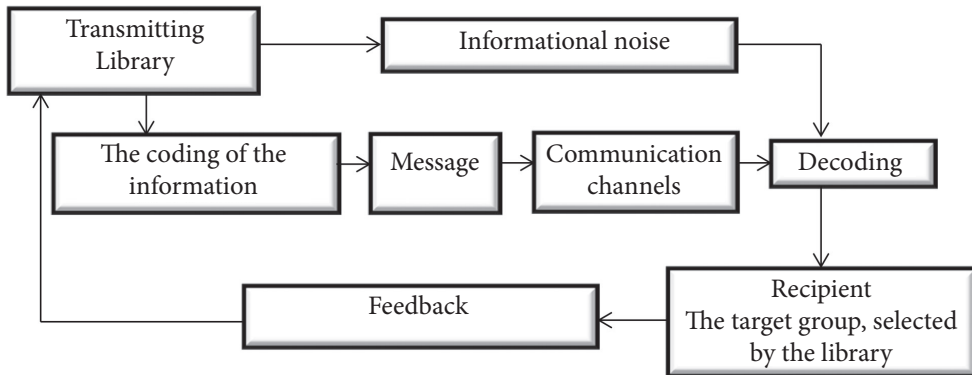 Transmitting
Library
Informational noise
The coding of the
information
Message
Communication
channels
Decoding
Recipient
The target group, selected
by the library
Feedback